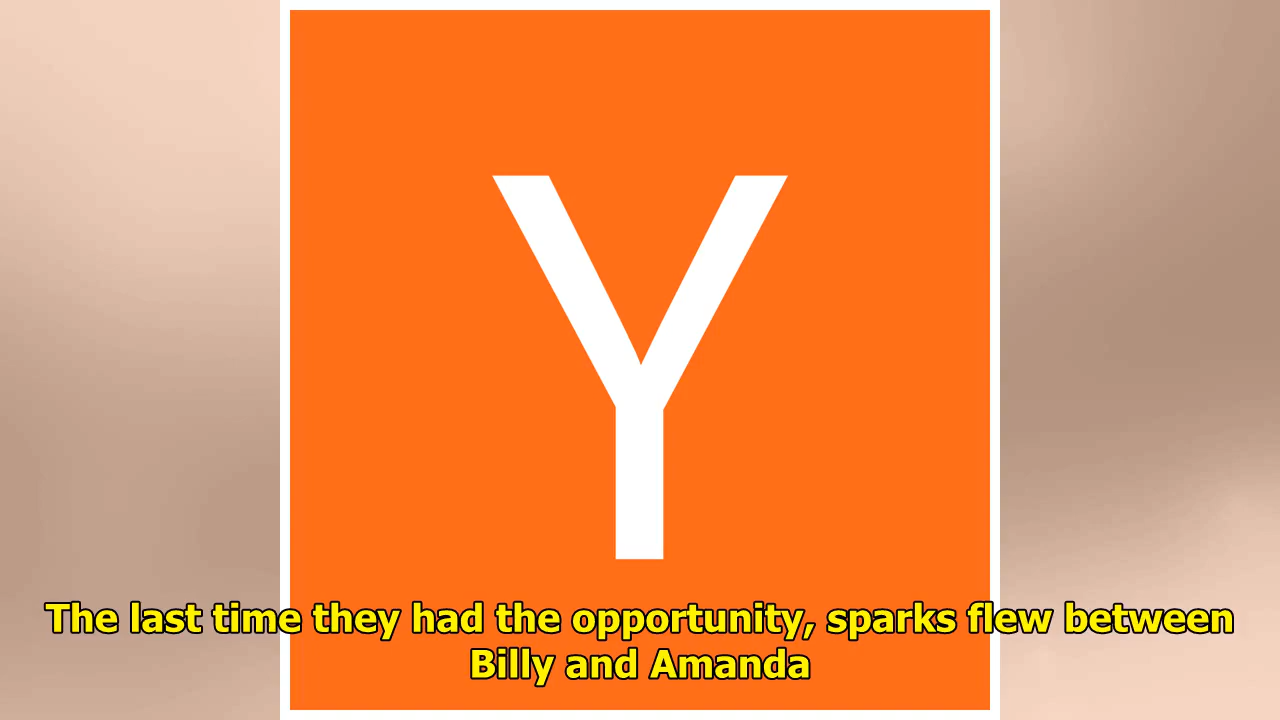 Y
The last time they had the opportunity, sparks flew between
Billy and Amanda